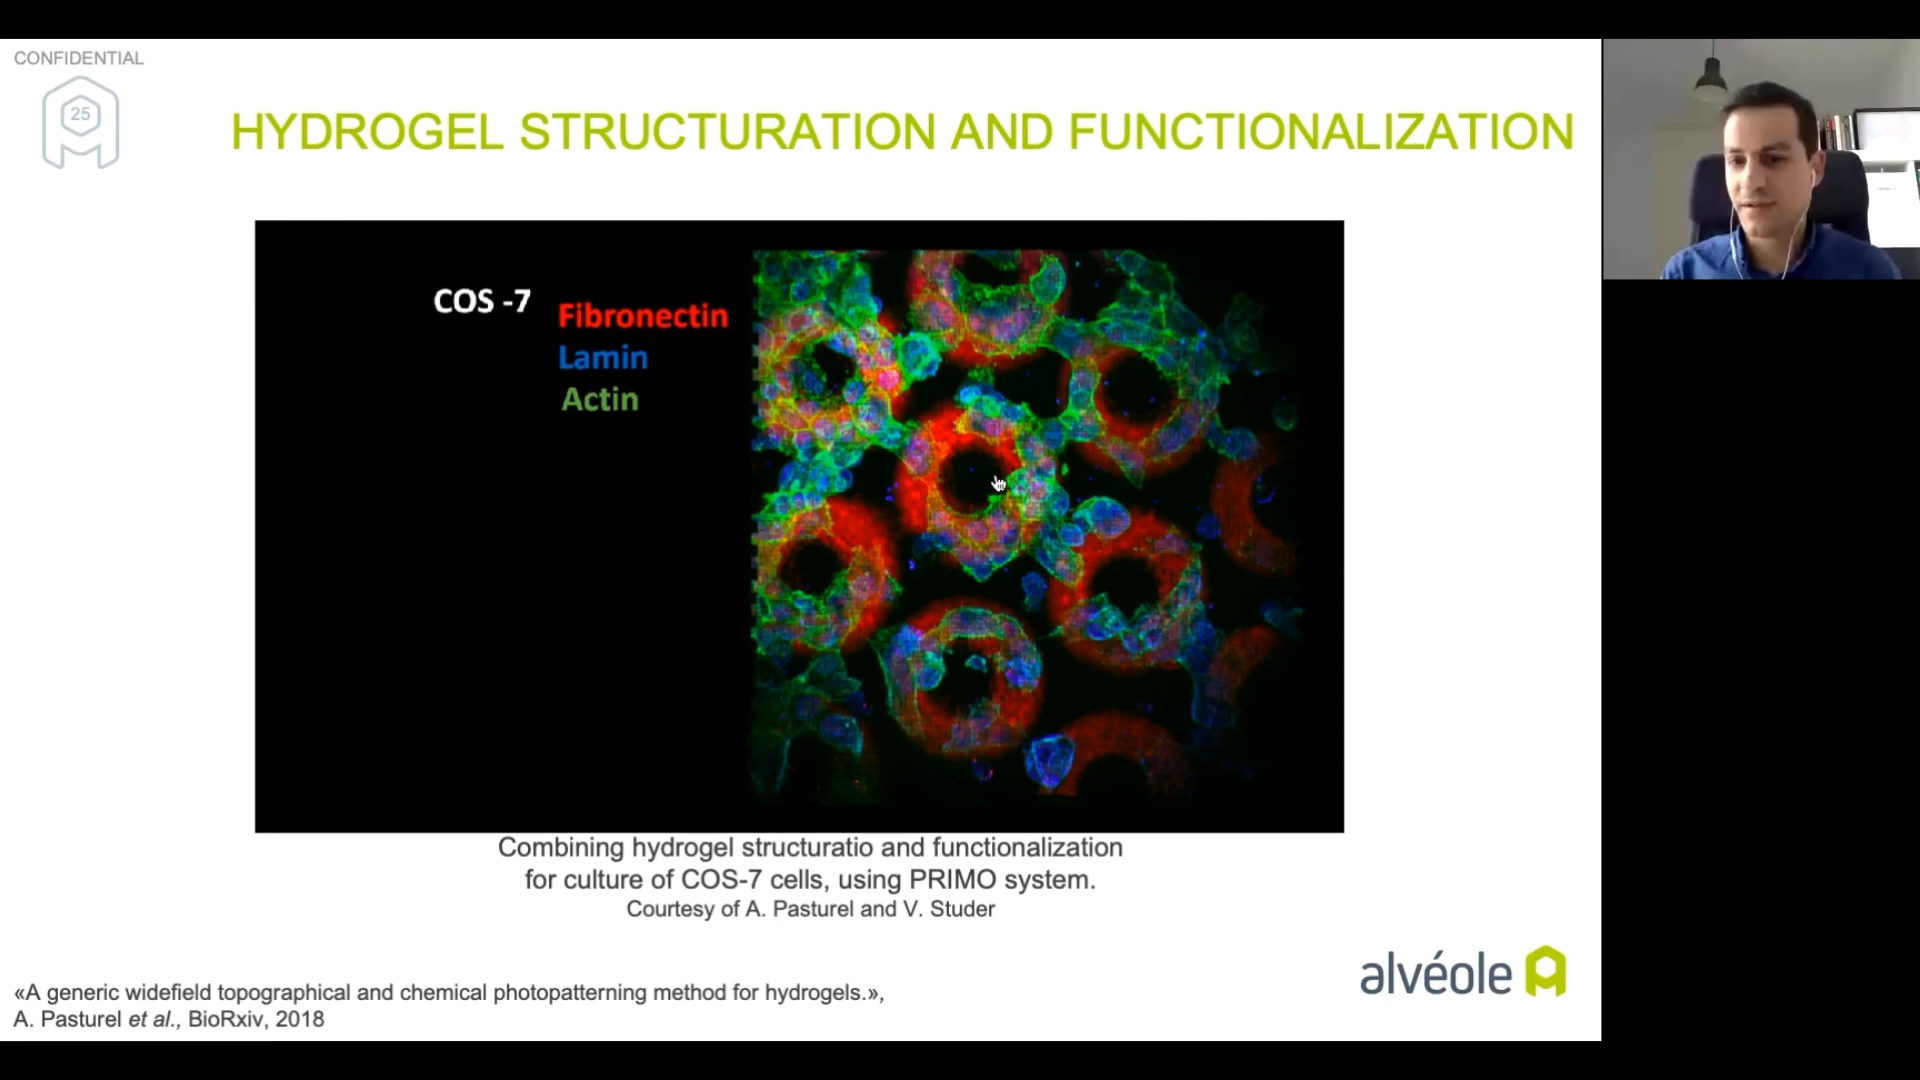 CONFIDENTIAL
25
HYDROGEL STRUCTURATION AND FUNCTIONALIZATION
COS -7
Fibronectin
Lamin
Actin
Combining hydrogel structuratio and functionalization
for culture of COS-7 cells, using PRIMO system.
Courtesy of A. Pasturel and V. Studer
alvéole
«A generic widefield topographical and chemical photopatterning method for hydrogels.»,
A. Pasturel et al., BioRxiv, 2018